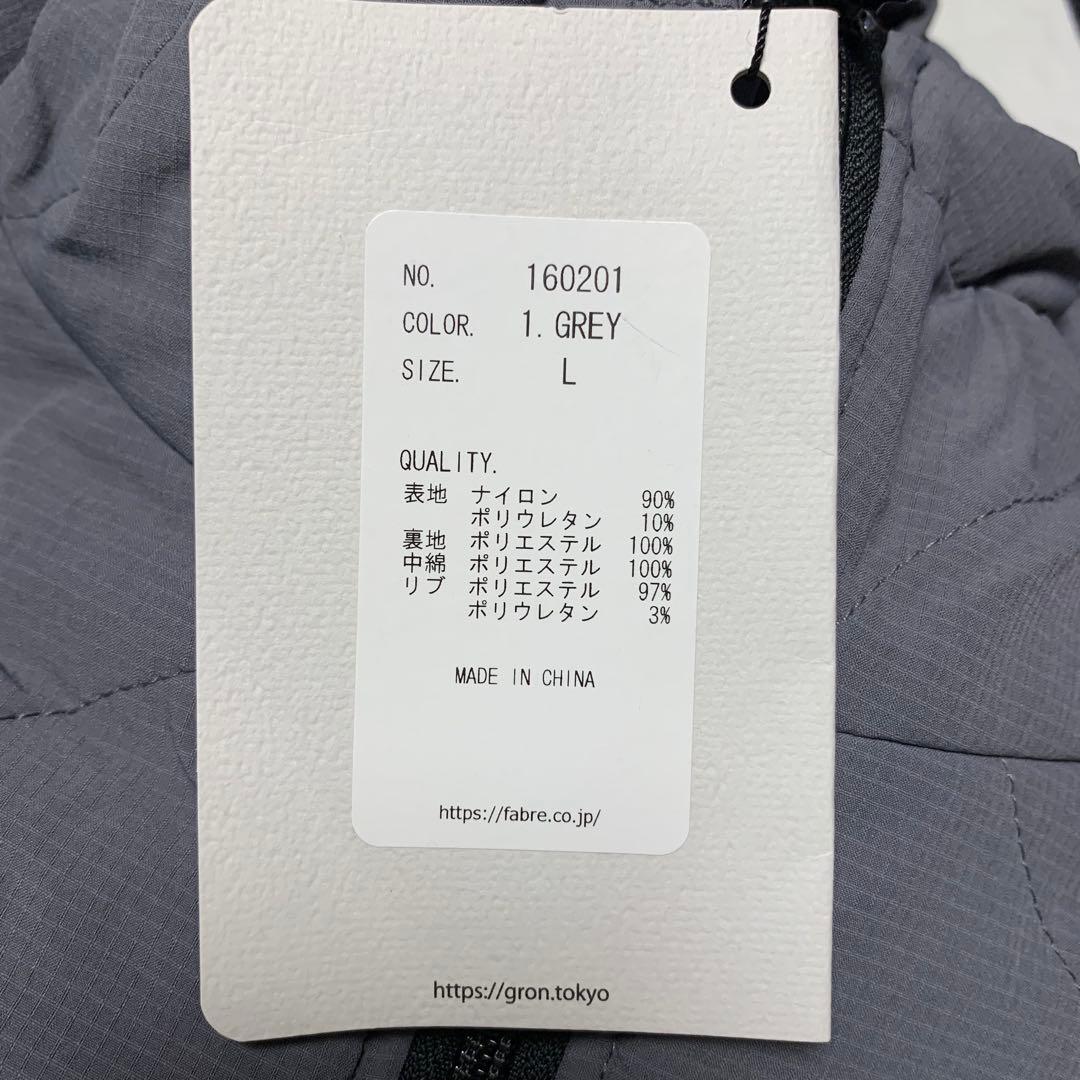 NO. 160201
COLOR. 1. GREY
SIZE. L
QUALITY.
表地 ナイロン 90%
ポリウレタン 10%
裏地 ポリエステル 100%
中綿 ポリエステル 100%
リブ ポリエステル 97%
ポリウレタン 3%
MADE IN CHINA
https://fabre.co.jp/
https://gron.tokyo